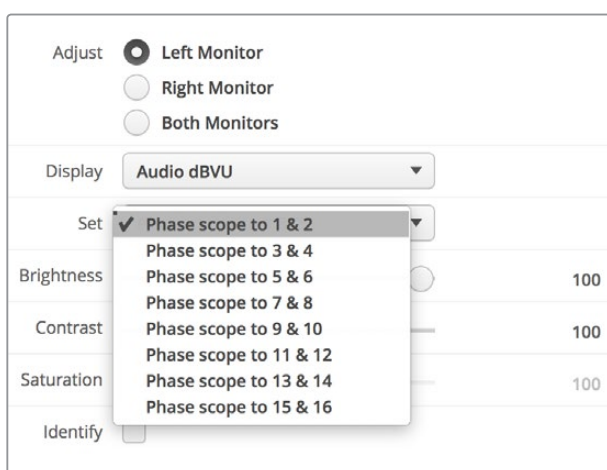 Adjust Left Monitor
Right Monitor
Both Monitors
Display Audio dBVU
Set ✔ Phase scope to 1 & 2
Phase scope to 3 & 4
Brightness Phase scope to 5 & 6 100
Phase scope to 7 & 8
Contrast Phase scope to 9 & 10 100
Phase scope to 11 & 12
Saturation Phase scope to 13 & 14 100
Phase scope to 15 & 16
Identify